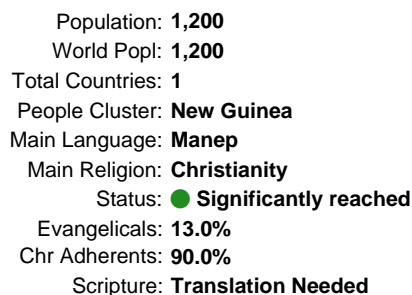 Population: 1,200
World Popl: 1,200
Total Countries: 1
People Cluster: New Guinea
Main Language: Manep
Main Religion: Christianity
Status: Significantly reached
Evangelicals: 13.0%
Chr Adherents: 90.0%
Scripture: Translation Needed